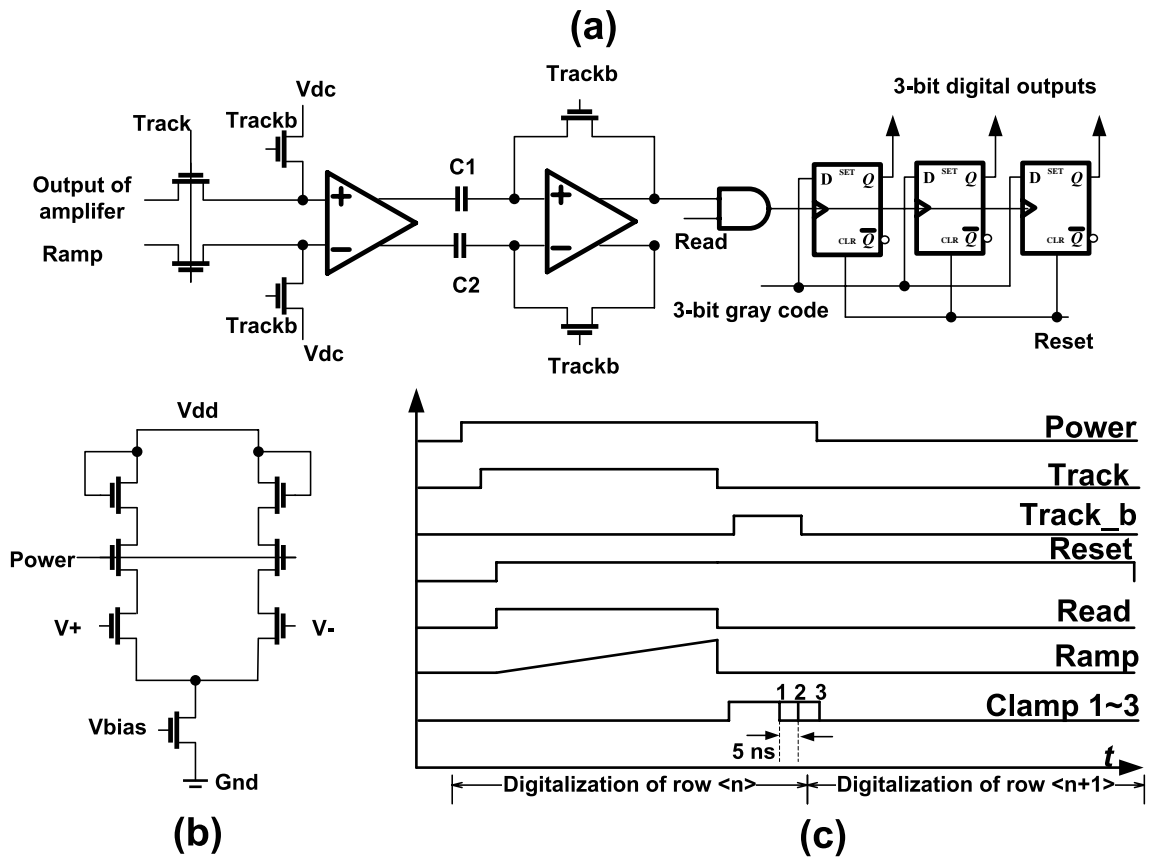 (a)
Trackb
Vdc
3-bit digital outputs
Track
Trackb
C1
Output of
amplifer
D SET Q
D SET Q
D SET Q
+
+
Ramp
−
−
Read
CLR Q
CLR Q
CLR Q
C2
Trackb
3-bit gray code
Vdc
Trackb
Reset
Vdd
Power
Track
Track_b
Power
Reset
Read
V+
V-
Ramp
1 2 3
Vbias
Clamp 1~3
5 ns
t
Gnd
Digitalization of row <n>
Digitalization of row <n+1>
(b)
(c)